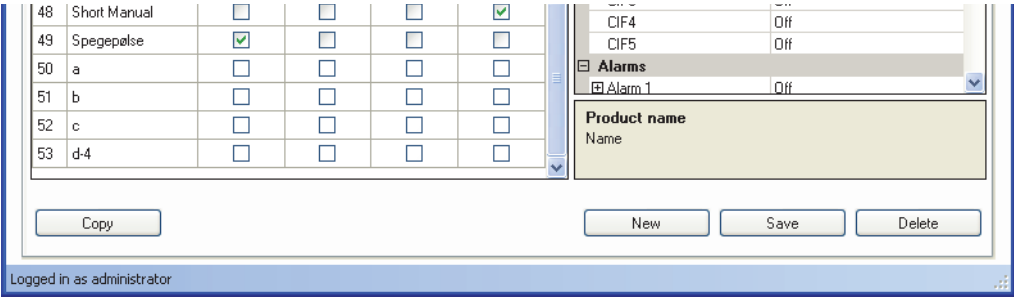 48 Short Manual
49 Spegepølse
50 a
51 b
52 c
53 d-4
CIF4 Off
CIF5 Off
Alarms
Alarm 1 Off
Product name
Name
Copy New Save Delete
Logged in as administrator